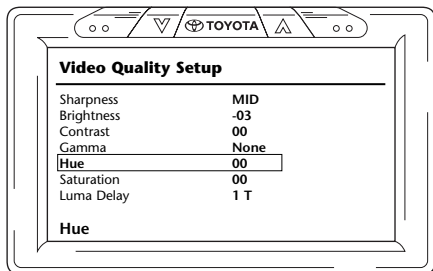 TOYOTA
Video Quality Setup
Sharpness MID
Brightness -03
Contrast 00
Gamma None
Hue 00
Saturation 00
Luma Delay 1 T
Hue